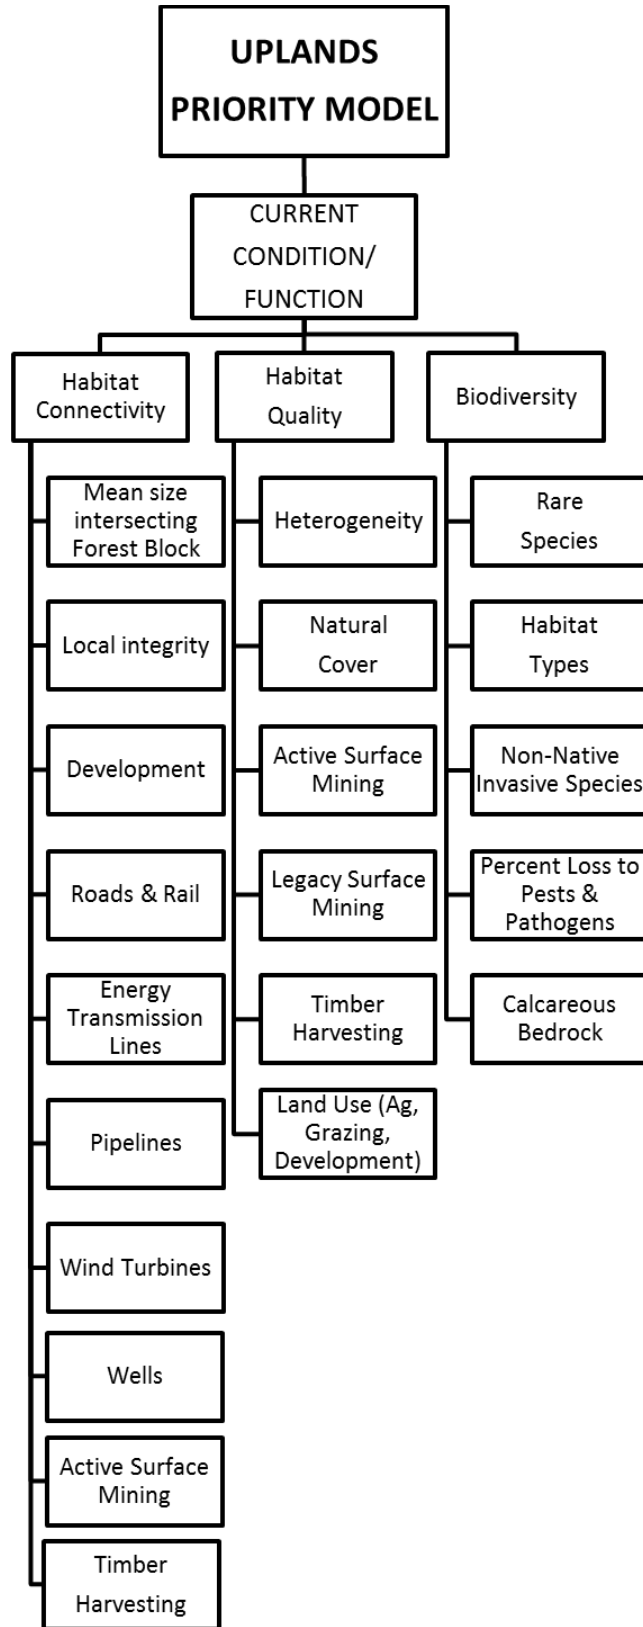 UPLANDS
PRIORITY MODEL
CURRENT
CONDITION/
FUNCTION
Habitat
Connectivity
Mean size
intersecting
Forest Block
Local integrity
Development
Roads & Rail
Energy
Transmission
Lines
Pipelines
Wind Turbines
Wells
Active Surface
Mining
Timber
Harvesting
Habitat
Quality
Heterogeneity
Natural
Cover
Active Surface
Mining
Legacy Surface
Mining
Timber
Harvesting
Land Use (Ag,
Grazing,
Development)
Biodiversity
Rare
Species
Habitat
Types
Non-Native
Invasive Species
Percent Loss to
Pests &
Pathogens
Calcareous
Bedrock